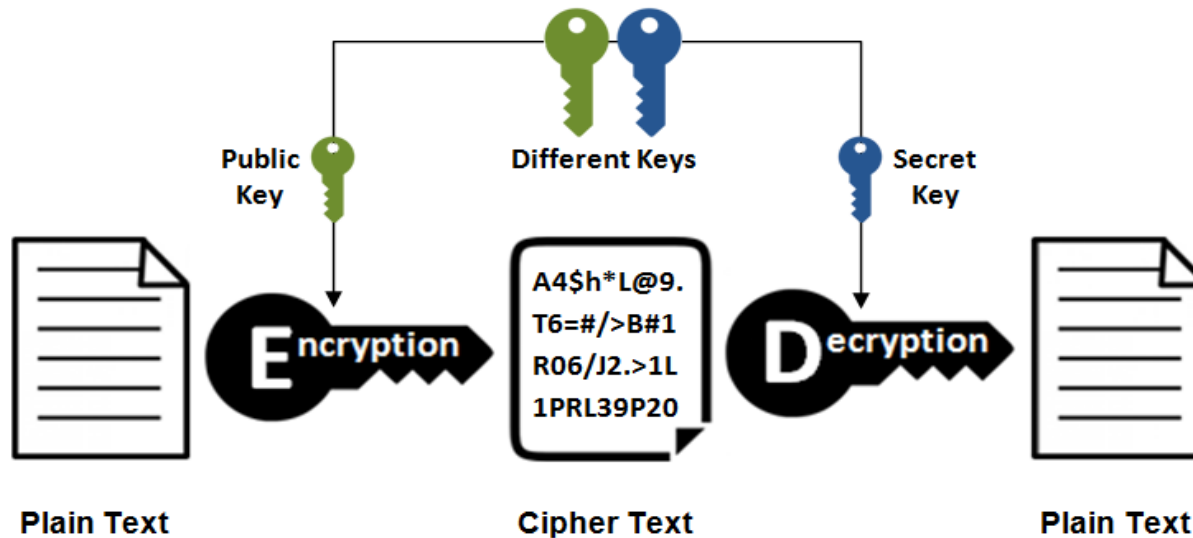 Public
Key
Different Keys
Secret
Key
Encryption
A4$h*L@9.
T6=#/>B#1
R06/J2.>1L
1PRL39P20
Decryption
Plain Text
Cipher Text
Plain Text